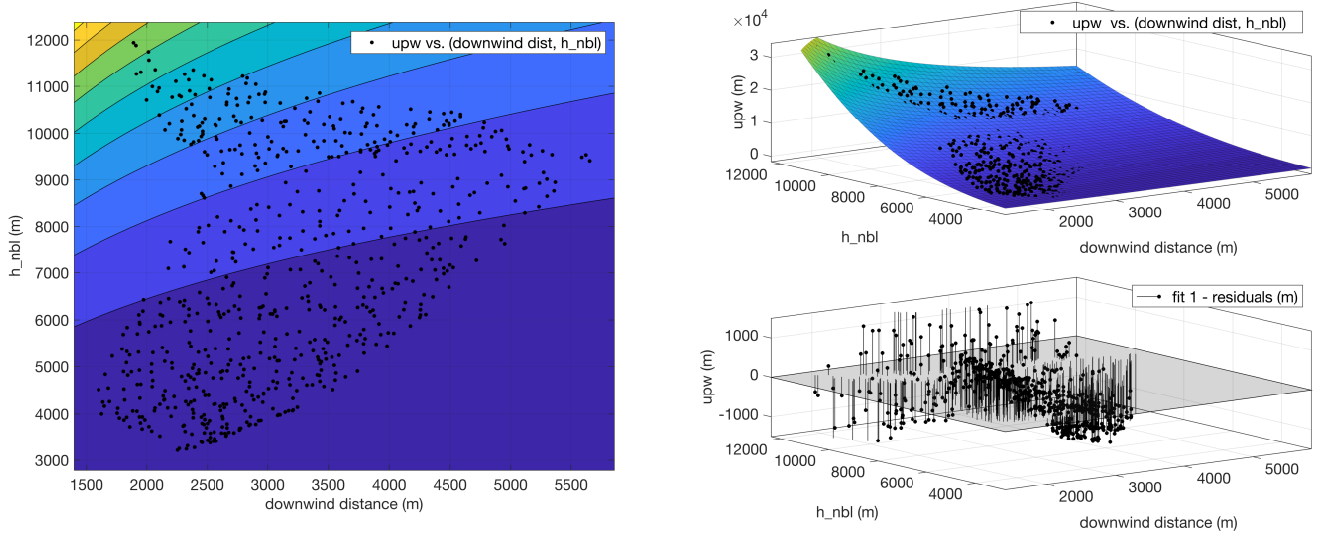 upw vs. (downwind dist, h_nbl)
12000
11000
10000
9000
8000
7000
6000
5000
4000
3000
h_nbl (m)
1500 2000 2500 3000 3500 4000 4500 5000 5500
downwind distance (m)
×10⁴
upw vs. (downwind dist, h_nbl)
3
2
1
0
upw (m)
12000 10000 8000 6000 4000
h_nbl
2000 3000 4000 5000
downwind distance (m)
fit 1 - residuals (m)
1000
0
-1000
upw (m)
12000 10000 8000 6000 4000
h_nbl (m)
2000 3000 4000 5000
downwind distance (m)